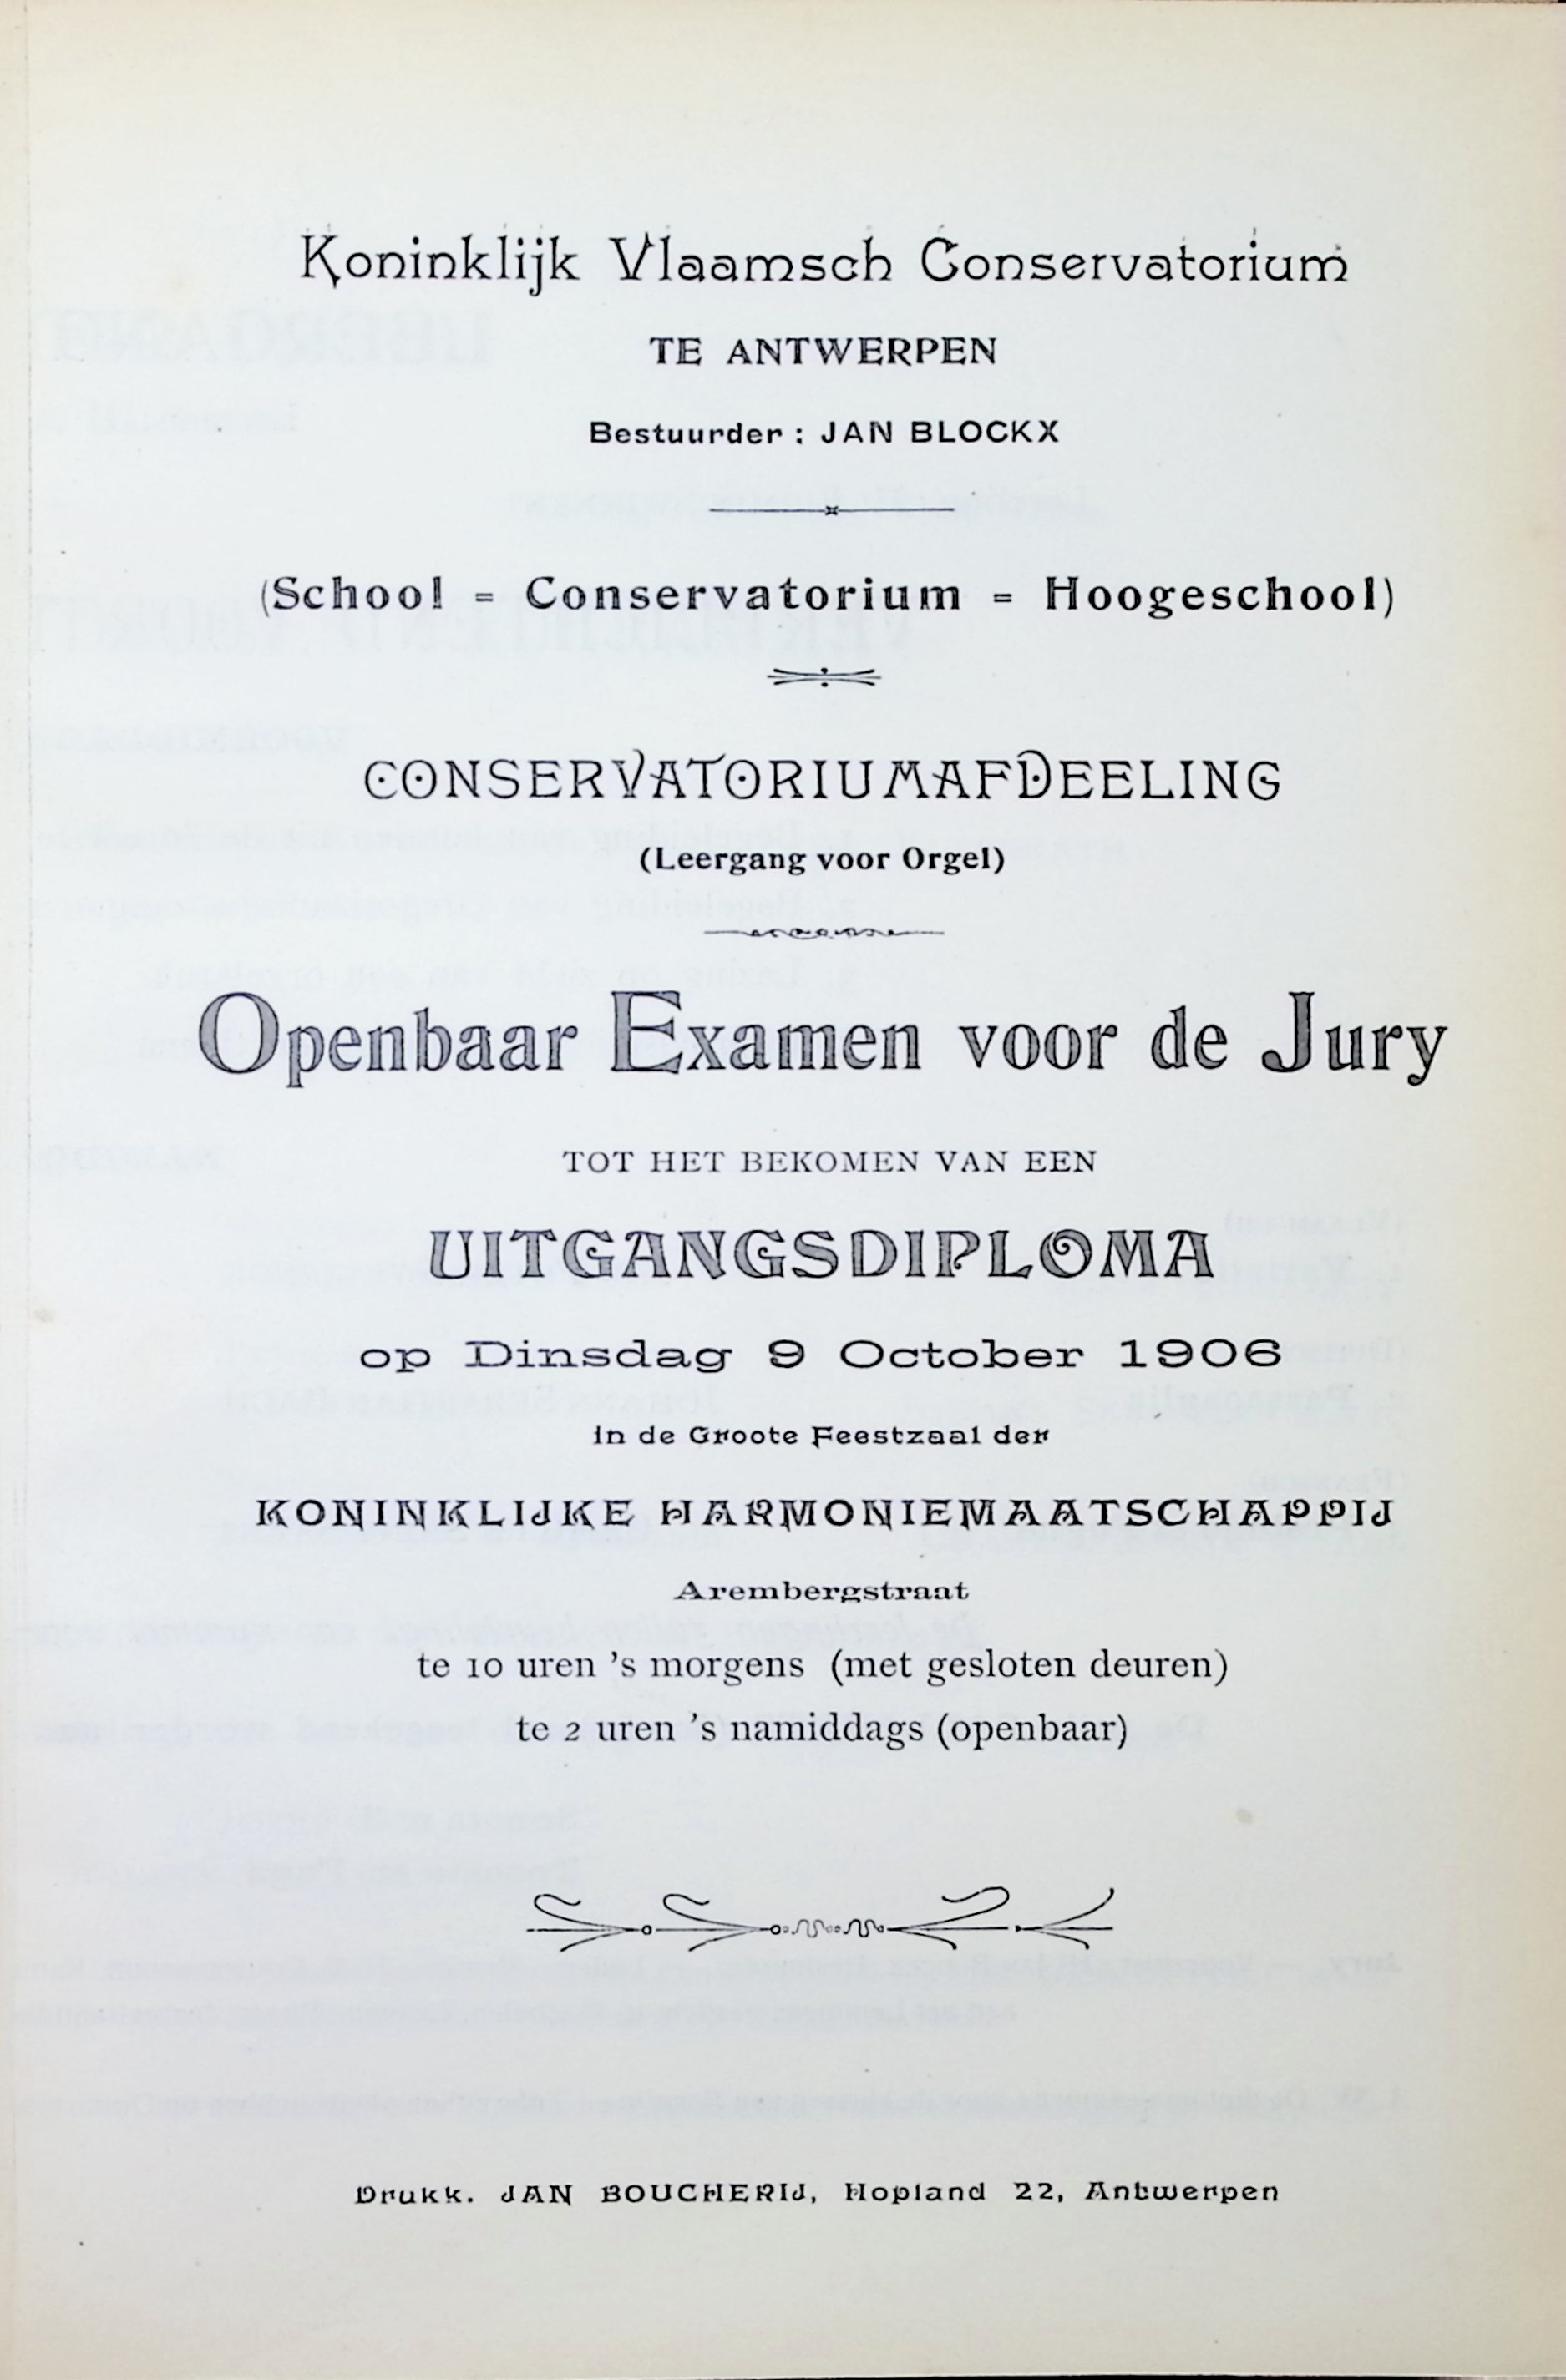 Koninklijk Vlaamsch Conservatorium
TE ANTWERPEN
Bestuurder : JAN BLOCKX
(School = Conservatorium = Hoogeschool)
CONSERVATORIUMAFDEELING
(Leergang voor Orgel)
Openbaar Examen voor de Jury
TOT HET BEKOMEN VAN EEN
UITGANGSDIPLOMA
op Dinsdag 9 October 1906
in de Groote Feestzaal der
KONINKLIJKE HARMONIEMAATSCHAPPIJ
Arembergstraat
te 10 uren 's morgens (met gesloten deuren)
te 2 uren 's namiddags (openbaar)
Drukk. JAN BOUCHERIJ, Hopland 22, Antwerpen